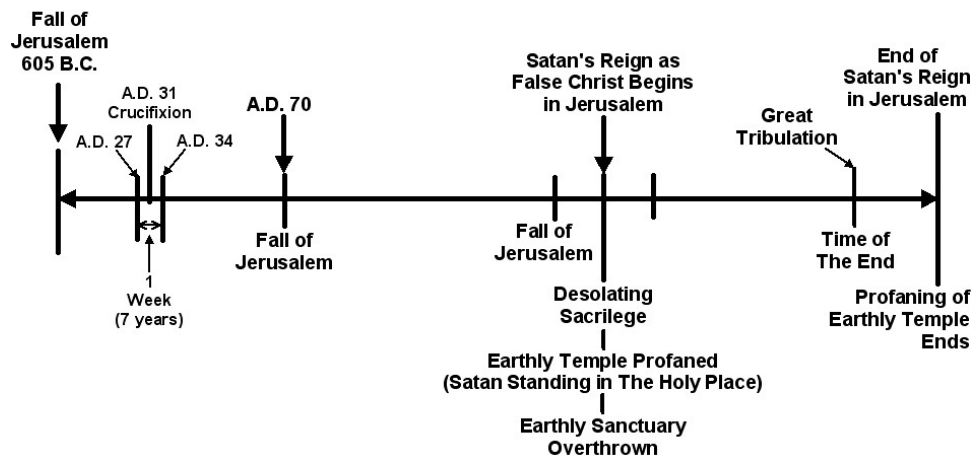 Fall of
Jerusalem
605 B.C.
A.D. 31
Crucifixion
A.D. 27
A.D. 34
1
Week
(7 years)
A.D. 70
Fall of
Jerusalem
Satan's Reign as
False Christ Begins
in Jerusalem
Fall of
Jerusalem
Desolating
Sacrilege
Earthly Temple Profaned
(Satan Standing in The Holy Place)
Earthly Sanctuary
Overthrown
Great
Tribulation
Time of
The End
End of
Satan's Reign
in Jerusalem
Profaning of
Earthly Temple
Ends